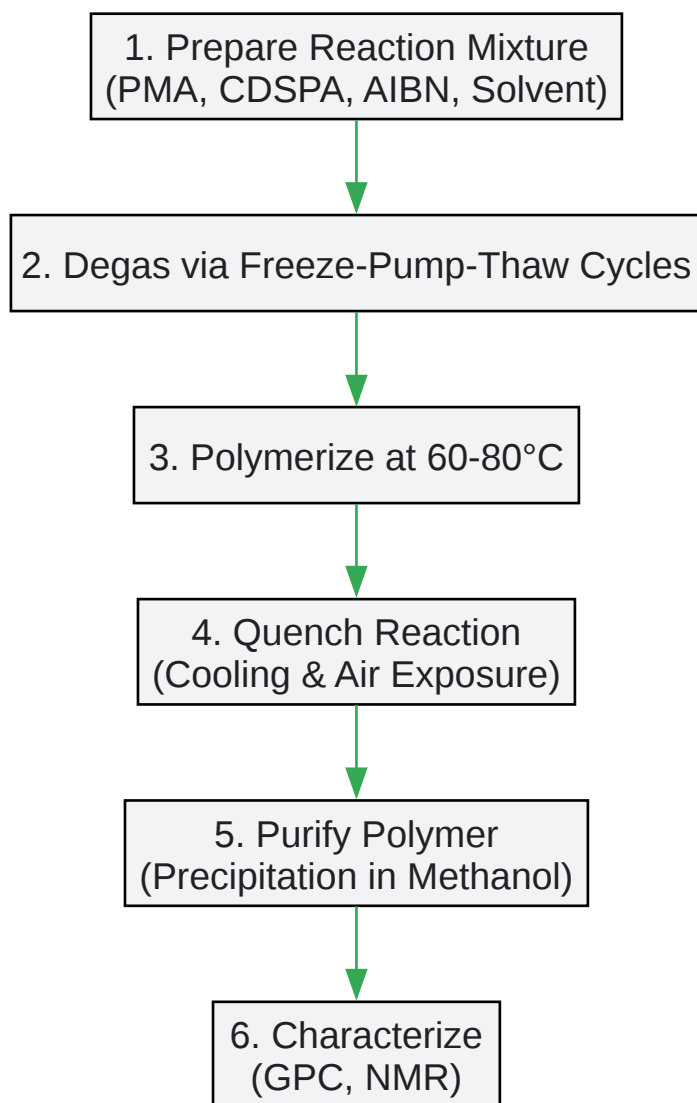 1. Prepare Reaction Mixture
(PMA, CDSPA, AIBN, Solvent)
2. Degas via Freeze-Pump-Thaw Cycles
3. Polymerize at 60-80°C
4. Quench Reaction
(Cooling & Air Exposure)
5. Purify Polymer
(Precipitation in Methanol)
6. Characterize
(GPC, NMR)